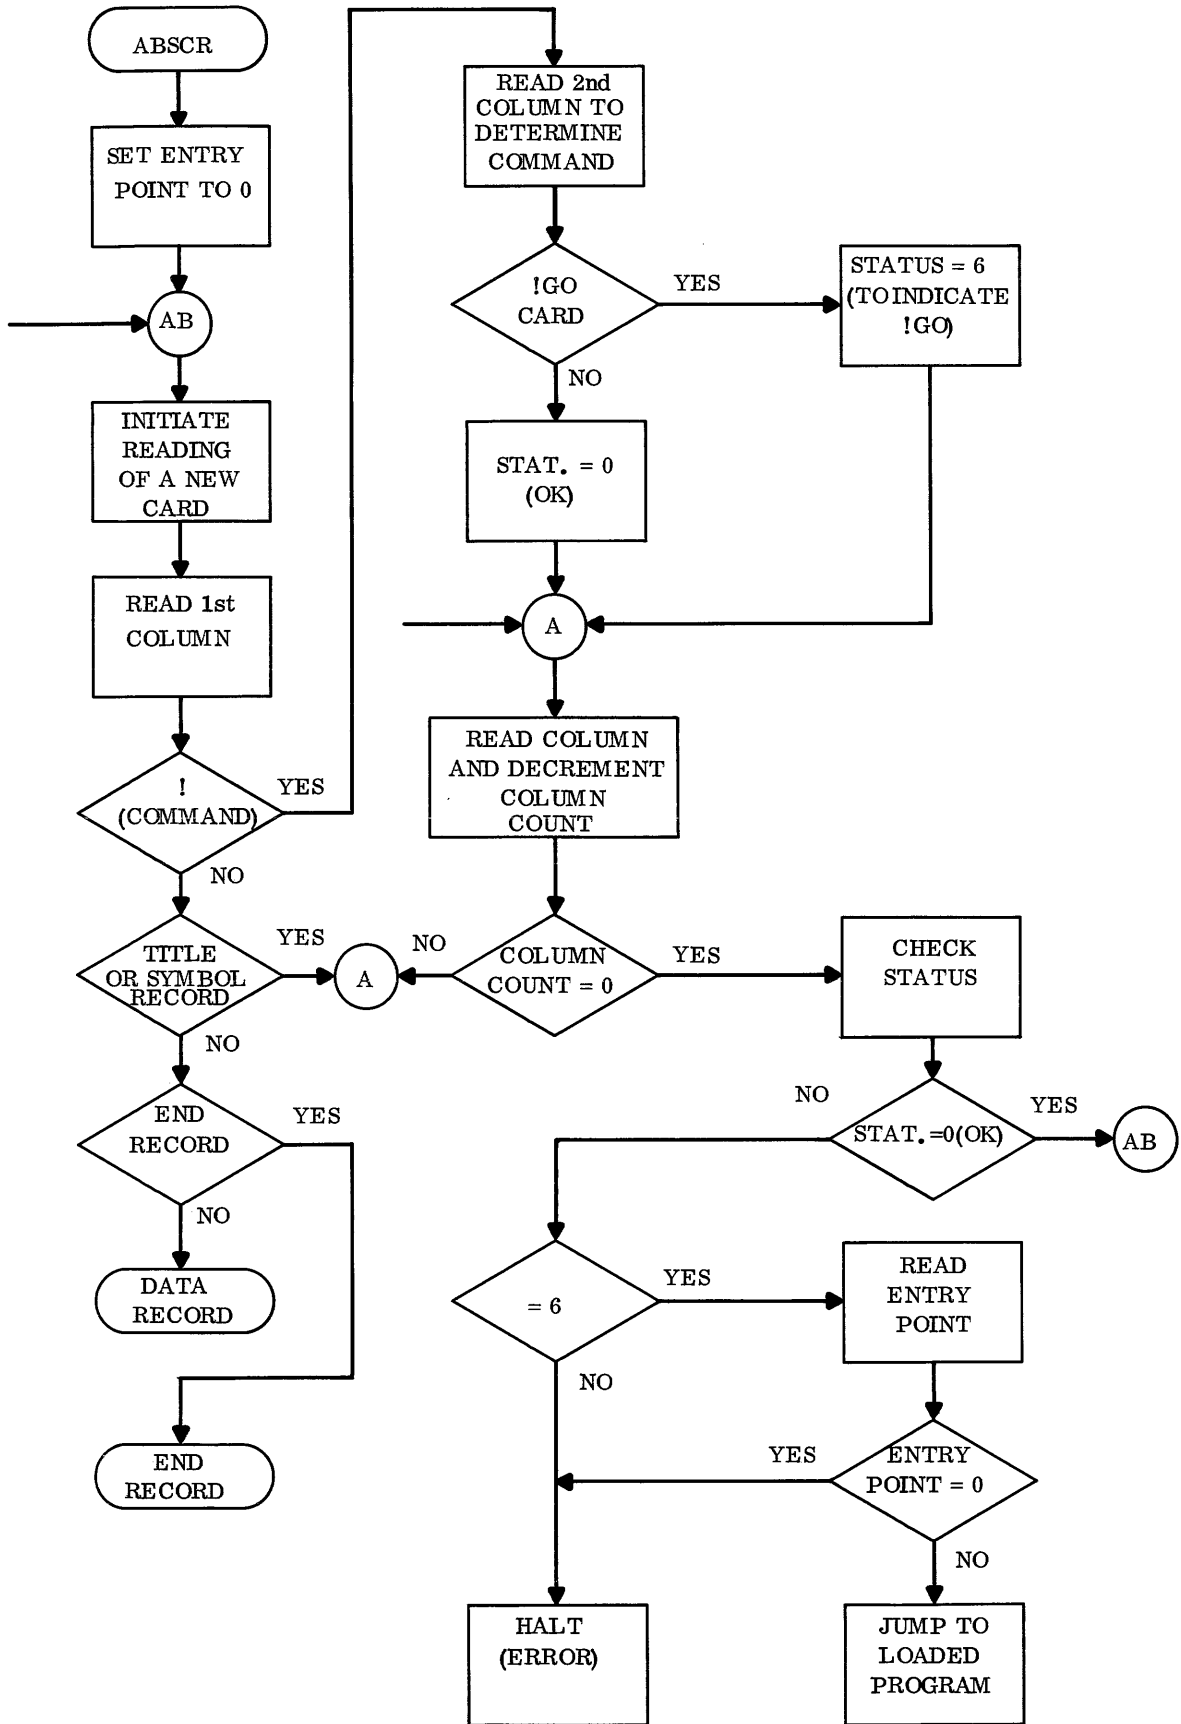 ABSCR
SET ENTRY
POINT TO 0
AB
INITIATE
READING
OF A NEW
CARD
READ 1st
COLUMN
!
(COMMAND)
YES
NO
TITLE
OR SYMBOL
RECORD
YES
A
NO
END
RECORD
YES
NO
DATA
RECORD
END
RECORD
READ 2nd
COLUMN TO
DETERMINE
COMMAND
!GO
CARD
YES
STATUS = 6
(TO INDICATE
!GO)
NO
STAT. = 0
(OK)
A
READ COLUMN
AND DECREMENT
COLUMN
COUNT
NO
COLUMN
COUNT = 0
YES
CHECK
STATUS
NO
STAT. =0(OK)
YES
AB
= 6
YES
READ
ENTRY
POINT
NO
YES
ENTRY
POINT = 0
NO
HALT
(ERROR)
JUMP TO
LOADED
PROGRAM